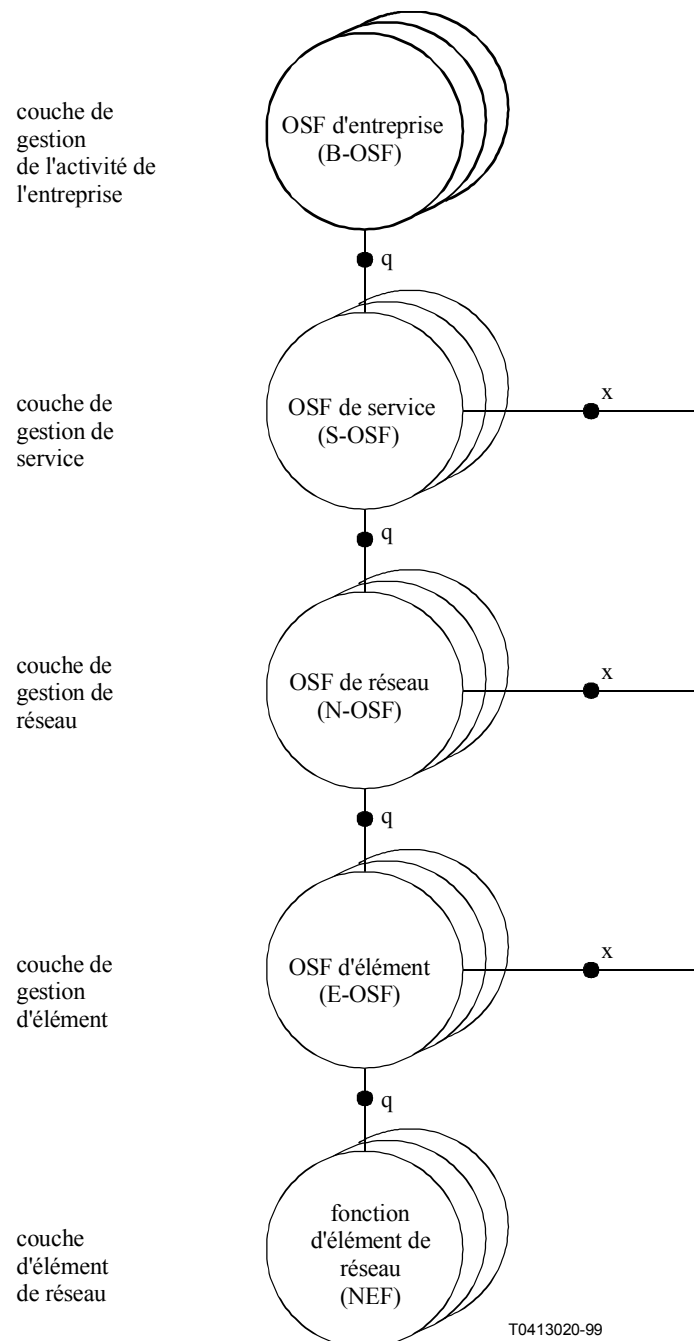 couche de
gestion
de l'activité de
l'entreprise
OSF d'entreprise
(B-OSF)
q
couche de
gestion de
service
OSF de service
(S-OSF)
x
q
couche de
gestion de
réseau
OSF de réseau
(N-OSF)
x
q
couche de
gestion
d'élément
OSF d'élément
(E-OSF)
x
q
couche
d'élément
de réseau
fonction
d'élément de
réseau
(NEF)
T0413020-99